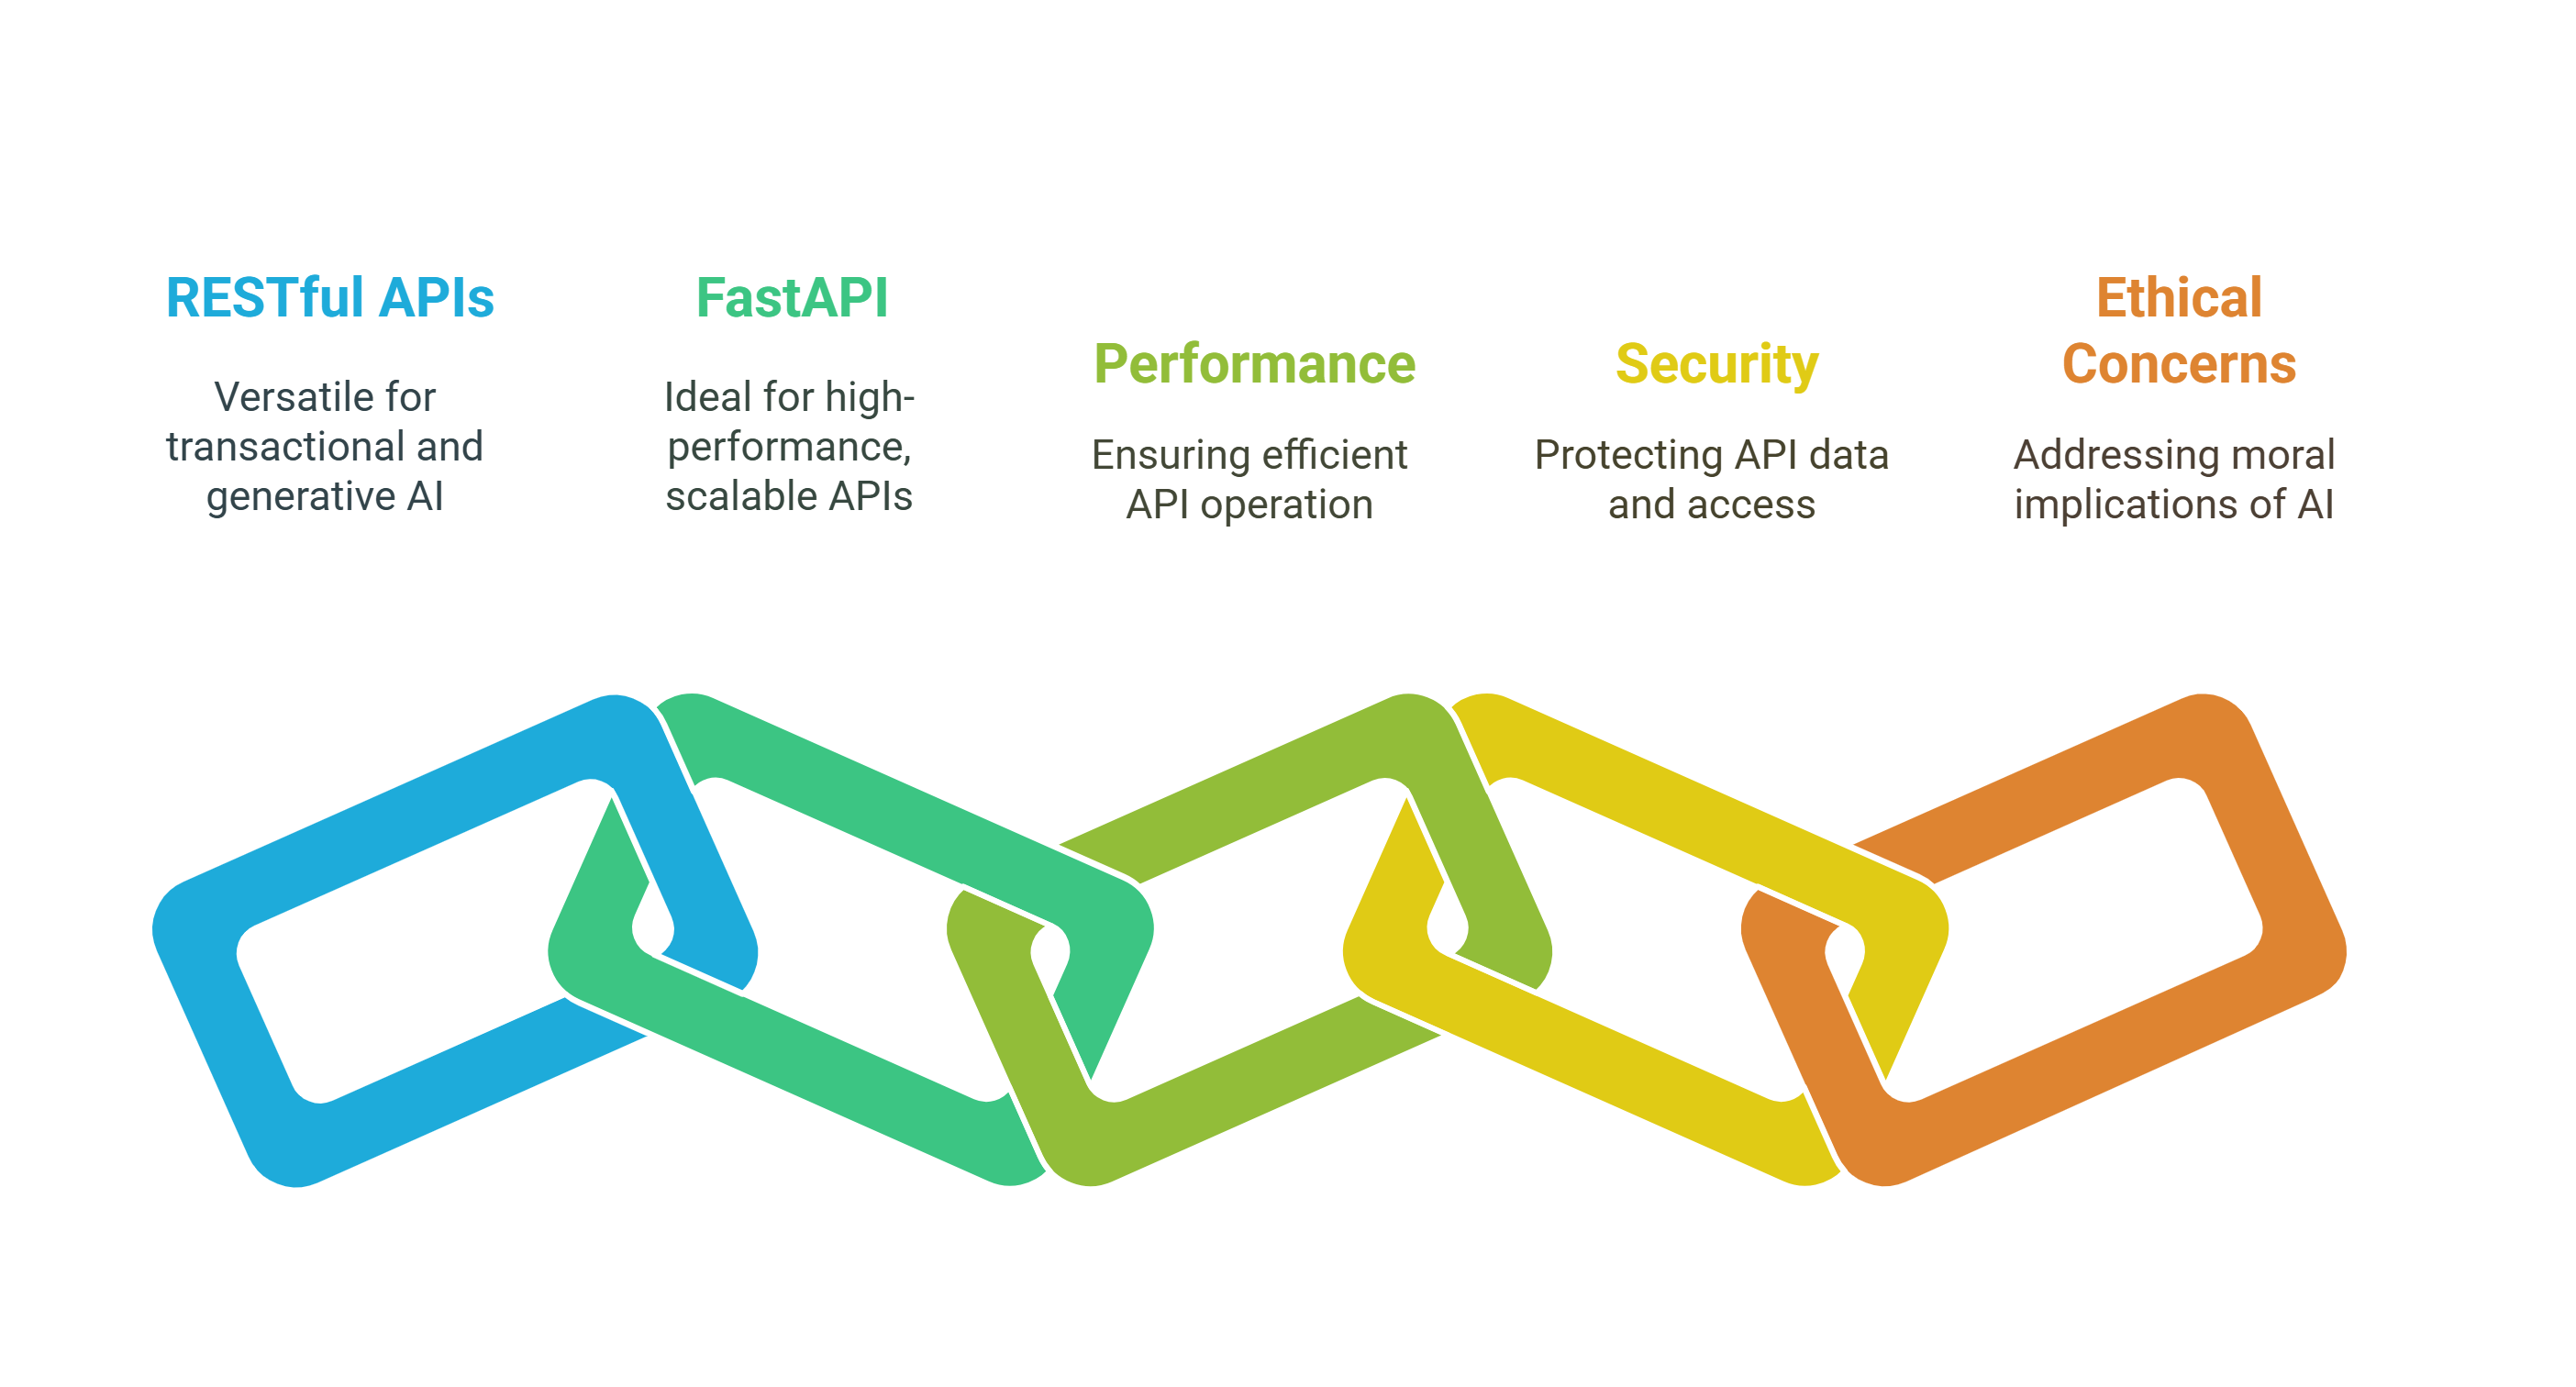 RESTful APIs
Versatile for
transactional and
generative AI
FastAPI
Ideal for high-
performance,
scalable APIs
Performance
Ensuring efficient
API operation
Security
Protecting API data
and access
Ethical
Concerns
Addressing moral
implications of AI